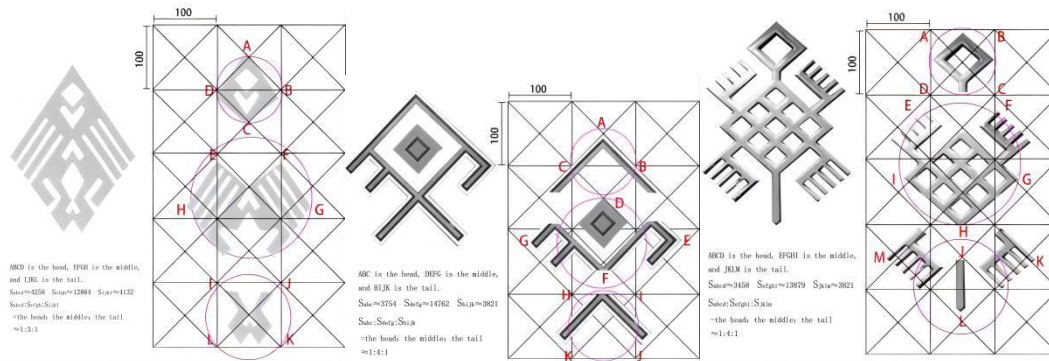 100
100
A
D
B
C
E
F
H
G
I
J
L
K
ABCD is the head, EFGH is the middle,
and IJKL is the tail.
Sabcd≈4258 Sefgh≈12864 Sijkl≈4132
Sabcd:Sefgh:Sijkl
=the head: the middle: the tail
≈1:3:1
100
100
A
C
B
D
G
E
F
H
I
K
J
ABC is the head, DEFG is the middle,
and HIJK is the tail.
Sabc≈3754 Sdefg≈14762 Shijk≈3821
Sabc:Sdefg:Shijk
=the head: the middle: the tail
≈1:4:1
100
100
A
B
D
C
E
F
I
G
H
M
J
K
L
ABCD is the head, EFGHI is the middle,
and JKLM is the tail.
Sabcd≈3458 Sefghi≈13879 Sjklm≈3821
Sabcd:Sefghi:Sjklm
=the head: the middle: the tail
≈1:4:1